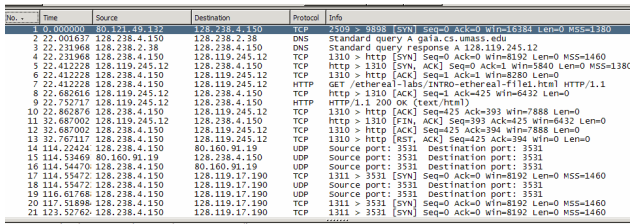 No. Time Source Destination Protocol Info
1 0.000000 80.121.49.132 128.238.4.150 TCP 2509 > 9898 [SYN] Seq=0 Ack=0 Win=16384 Len=0 MSS=1380
2 22.001637 128.238.4.150 128.238.2.38 DNS Standard query A gaia.cs.umass.edu
3 22.231968 128.238.2.38 128.238.4.150 DNS Standard query response A 128.119.245.12
4 22.231968 128.238.4.150 128.119.245.12 TCP 1310 > http [SYN] Seq=0 Ack=0 Win=8192 Len=0 MSS=1460
5 22.412228 128.119.245.12 128.238.4.150 TCP http > 1310 [SYN, ACK] Seq=0 Ack=1 Win=5840 Len=0 MSS=1380
6 22.412228 128.238.4.150 128.119.245.12 TCP 1310 > http [ACK] Seq=1 Ack=1 Win=8280 Len=0
7 22.412228 128.238.4.150 128.119.245.12 HTTP GET /ethereal-labs/INTRO-ethereal-file1.html HTTP/1.1
8 22.682616 128.119.245.12 128.238.4.150 TCP http > 1310 [ACK] Seq=1 Ack=425 Win=6432 Len=0
9 22.752717 128.119.245.12 128.238.4.150 HTTP HTTP/1.1 200 OK (text/html)
10 22.862876 128.238.4.150 128.119.245.12 TCP 1310 > http [ACK] Seq=425 Ack=393 Win=7888 Len=0
11 32.687002 128.119.245.12 128.238.4.150 TCP http > 1310 [FIN, ACK] Seq=393 Ack=425 Win=6432 Len=0
12 32.687002 128.238.4.150 128.119.245.12 TCP 1310 > http [ACK] Seq=425 Ack=394 Win=7888 Len=0
13 32.767117 128.238.4.150 128.119.245.12 TCP 1310 > http [RST, ACK] Seq=425 Ack=394 Win=0 Len=0
14 114.22424 128.238.4.150 80.160.91.19 UDP Source port: 3531 Destination port: 3531
15 114.53469 80.160.91.19 128.238.4.150 UDP Source port: 3531 Destination port: 3531
16 114.54470 128.238.4.150 80.160.91.19 UDP Source port: 3531 Destination port: 3531
17 114.55472 128.238.4.150 128.119.17.190 TCP 1311 > 3531 [SYN] Seq=0 Ack=0 Win=8192 Len=0 MSS=1460
18 114.55472 128.238.4.150 128.119.17.190 UDP Source port: 3531 Destination port: 3531
19 116.61768 128.238.4.150 128.119.17.190 UDP Source port: 3531 Destination port: 3531
20 117.51898 128.238.4.150 128.119.17.190 TCP 1311 > 3531 [SYN] Seq=0 Ack=0 Win=8192 Len=0 MSS=1460
21 123.52762 128.238.4.150 128.119.17.190 TCP 1311 > 3531 [SYN] Seq=0 Ack=0 Win=8192 Len=0 MSS=1460